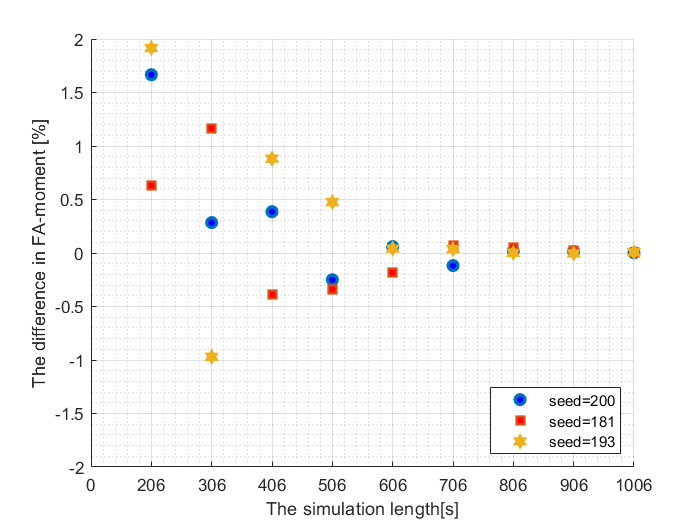 2
1.5
1
0.5
0
-0.5
-1
-1.5
-2
The difference in FA-moment [%]
seed=200
seed=181
seed=193
0 206 306 406 506 606 706 806 906 1006
The simulation length[s]